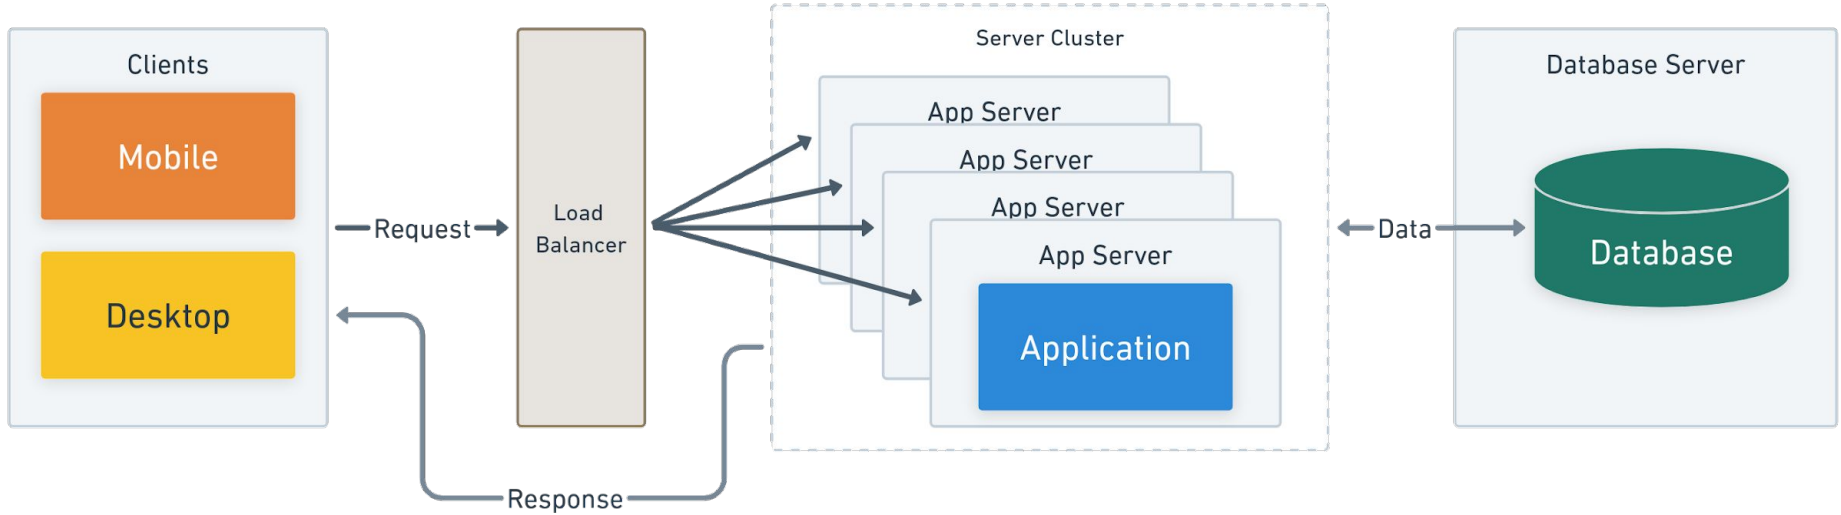 Clients
Mobile
Desktop
Request
Load
Balancer
Server Cluster
App Server
App Server
App Server
App Server
Application
Response
Data
Database Server
Database